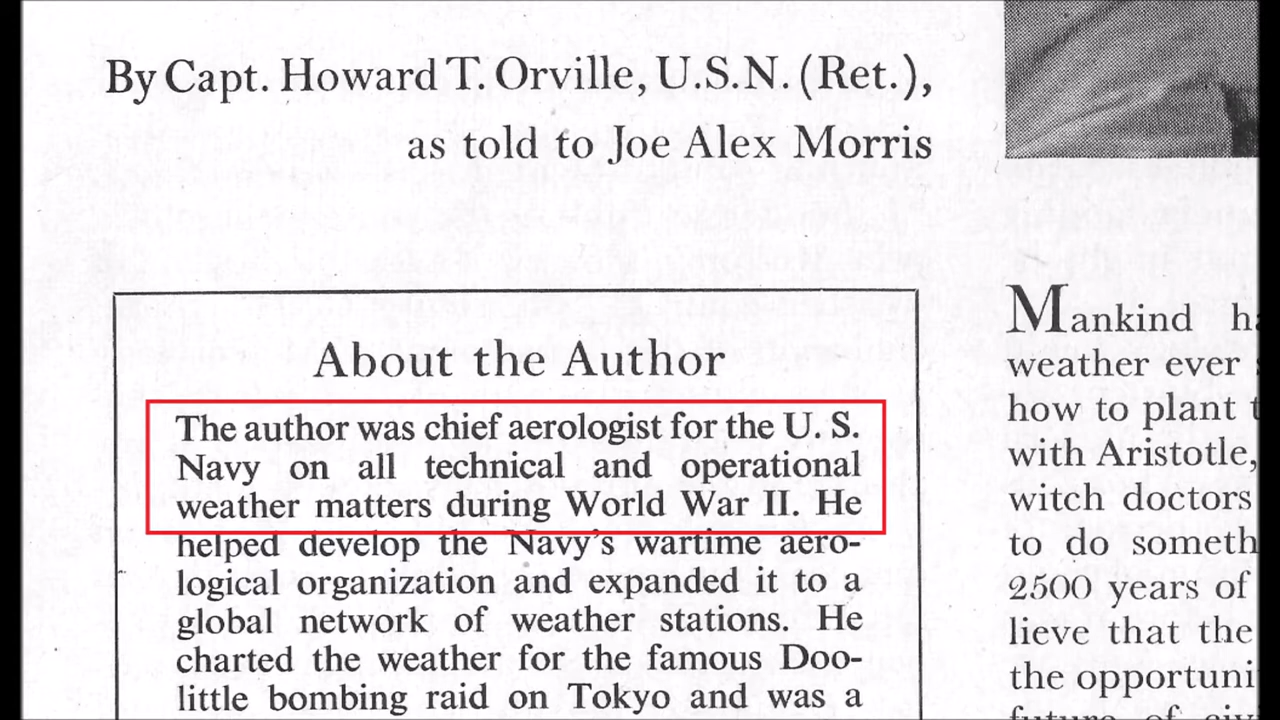 By Capt. Howard T. Orville, U.S.N. (Ret.),
as told to Joe Alex Morris
About the Author
The author was chief aerologist for the U. S.
Navy on all technical and operational
weather matters during World War II. He
helped develop the Navy's wartime aero-
logical organization and expanded it to a
global network of weather stations. He
charted the weather for the famous Doo-
little bombing raid on Tokyo and was a
Mankind
weather ever
how to plant
with Aristotle,
witch doctors
to do
2500 years of
lieve that the
the
future of